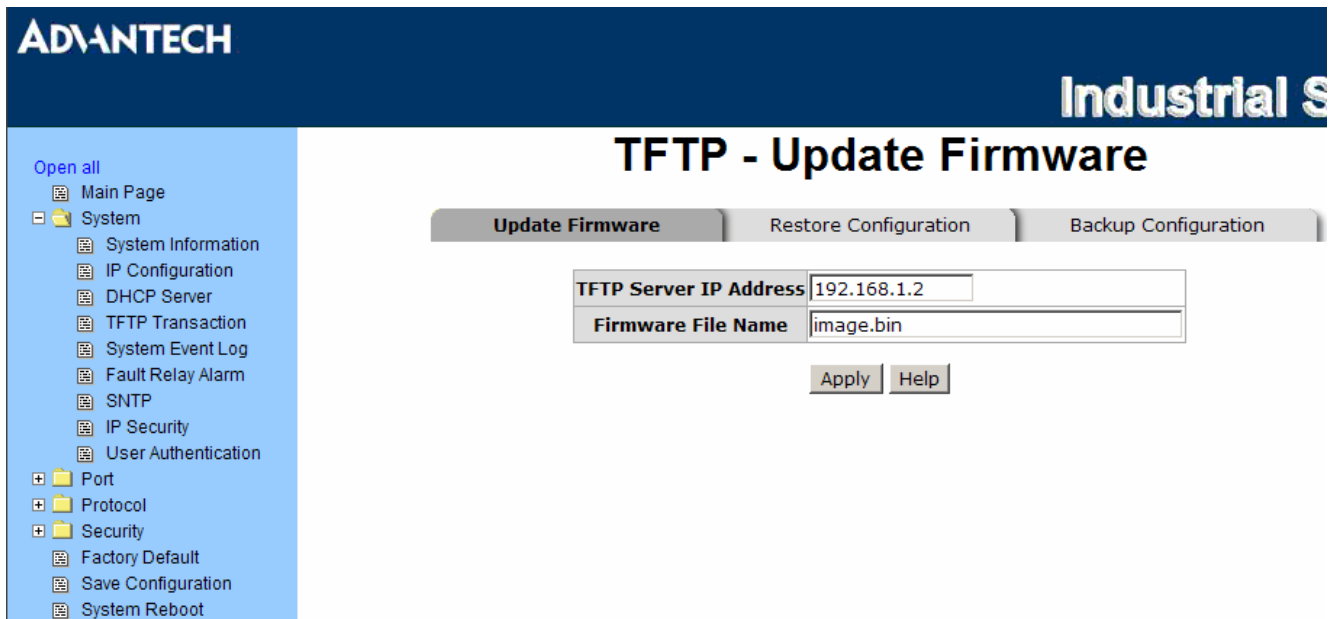 ADVANTECH
Industrial S
Open all
Main Page
System
System Information
IP Configuration
DHCP Server
TFTP Transaction
System Event Log
Fault Relay Alarm
SNTP
IP Security
User Authentication
Port
Protocol
Security
Factory Default
Save Configuration
System Reboot
TFTP - Update Firmware
Update Firmware Restore Configuration Backup Configuration
TFTP Server IP Address 192.168.1.2
Firmware File Name image.bin
Apply Help